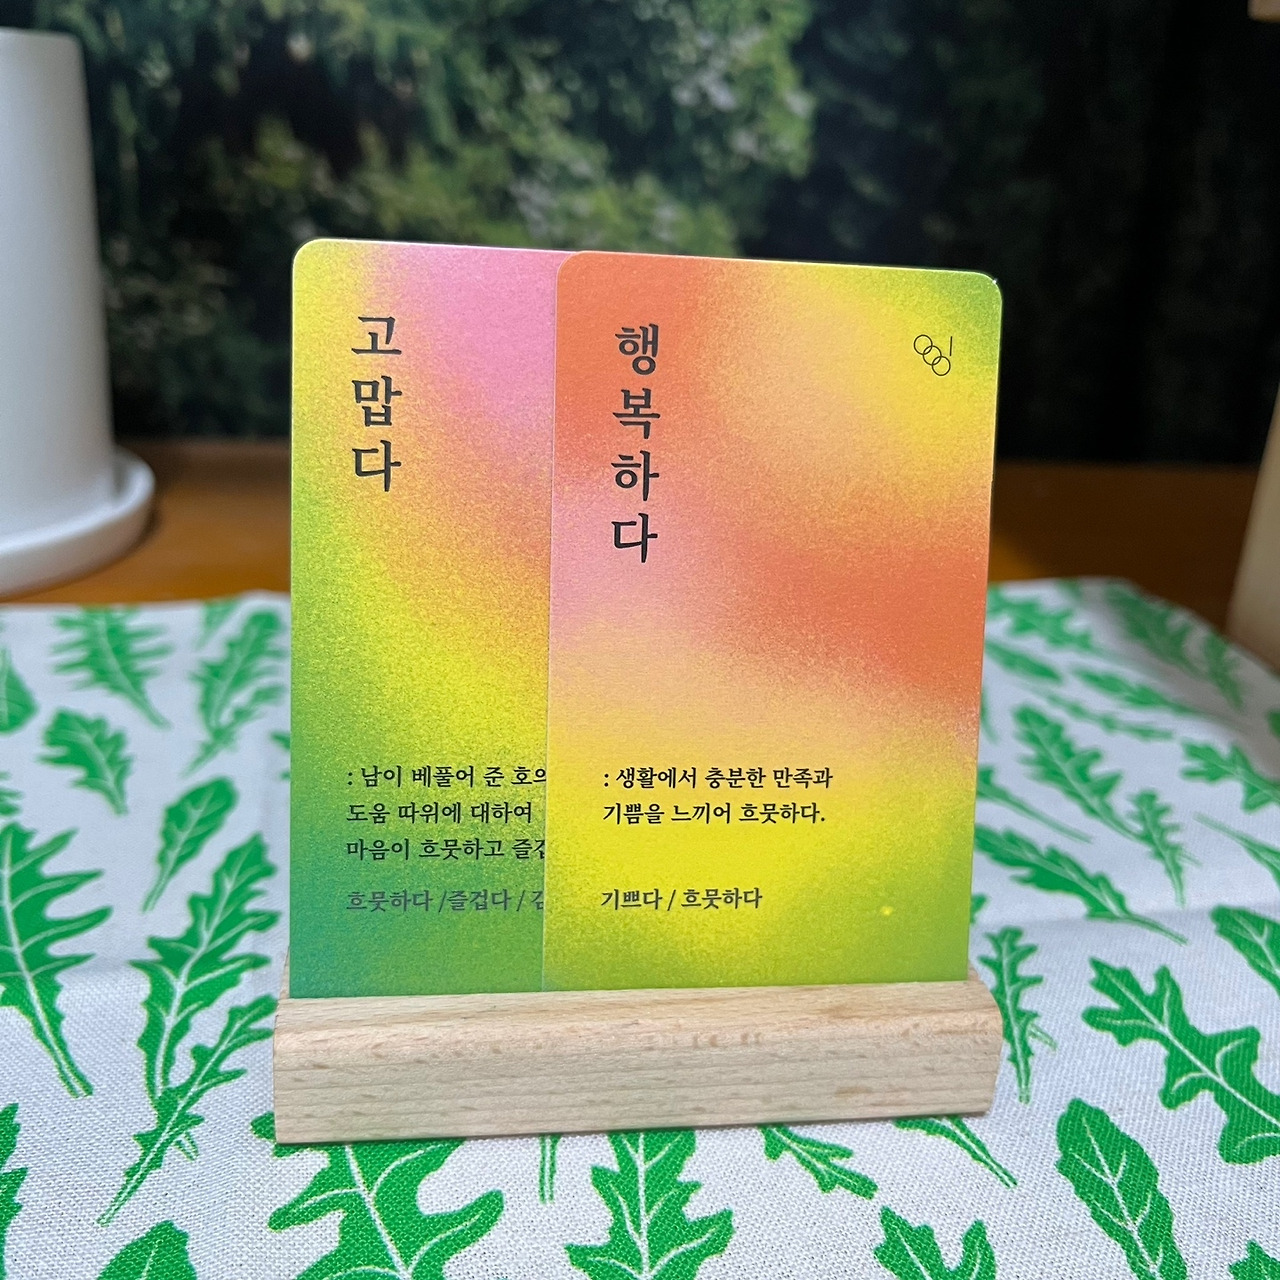 고맙다
: 남이 베풀어 준 호의
도움 따위에 대하여
마음이 흐뭇하고 즐겁
흐뭇하다 /즐겁다 /
행복하다
: 생활에서 충분한 만족과
기쁨을 느끼어 흐뭇하다.
기쁘다 / 흐뭇하다